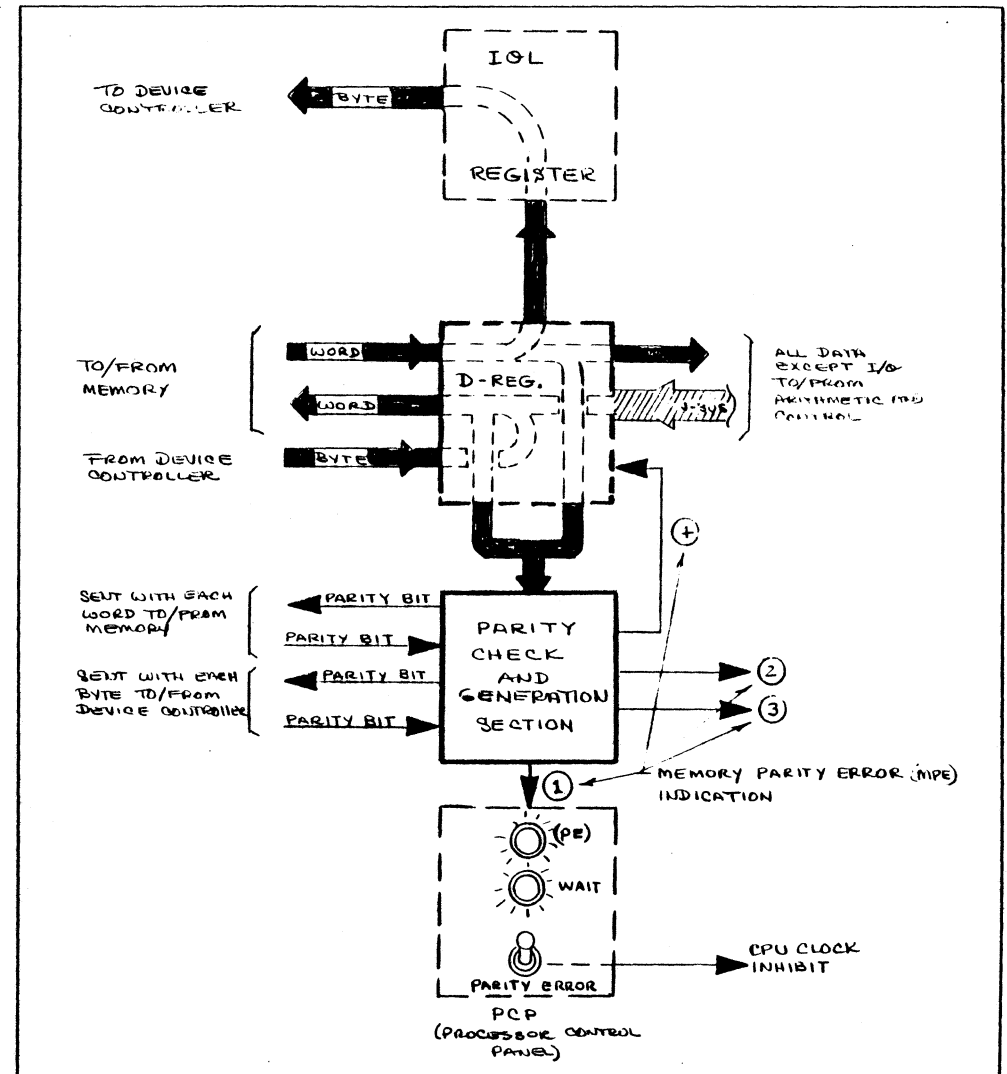 IOL
TO DEVICE
CONTROLLER
BYTE
REGISTER
TO/FROM
MEMORY
WORD
D-REG.
WORD
ALL DATA
EXCEPT I/O
TO/FROM
ARITHMETIC AND
CONTROL
FROM DEVICE
CONTROLLER
BYTE
+
SENT WITH EACH
WORD TO/FROM
MEMORY
PARITY BIT
PARITY BIT
SENT WITH EACH
BYTE TO/FROM
DEVICE CONTROLLER
PARITY BIT
PARITY BIT
PARITY
CHECK
AND
GENERATION
SECTION
2
3
1
MEMORY PARITY ERROR (MPE)
INDICATION
(PE)
WAIT
PARITY ERROR
CPU CLOCK
INHIBIT
PCP
(PROCESSOR CONTROL
PANEL)